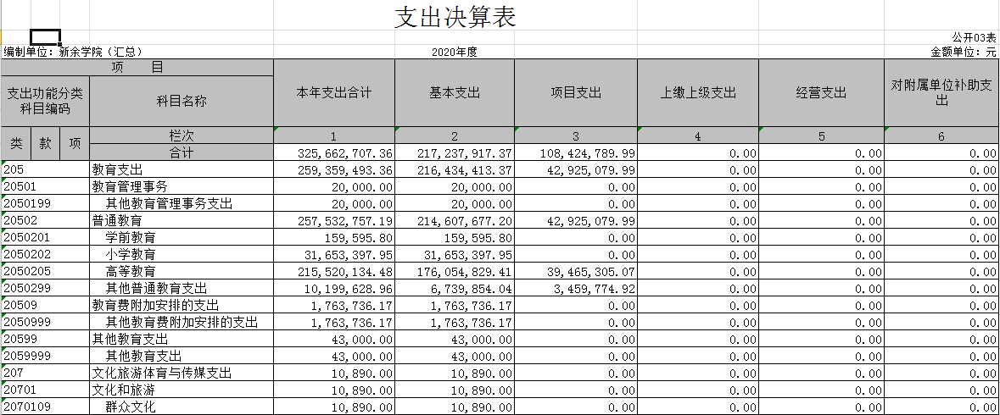 支出决算表
公开03表
编制单位：新余学院（汇总） 2020年度 金额单位：元
项 目 本年支出合计 基本支出 项目支出 上缴上级支出 经营支出 对附属单位补助支出
支出功能分类科目编码 科目名称
类 款 项 栏次 1 2 3 4 5 6
合计 325,662,707.36 217,237,917.37 108,424,789.99 0.00 0.00 0.00
205 教育支出 259,359,493.36 216,434,413.37 42,925,079.99 0.00 0.00 0.00
20501 教育管理事务 20,000.00 20,000.00 0.00 0.00 0.00 0.00
2050199 其他教育管理事务支出 20,000.00 20,000.00 0.00 0.00 0.00 0.00
20502 普通教育 257,532,757.19 214,607,677.20 42,925,079.99 0.00 0.00 0.00
2050201 学前教育 159,595.80 159,595.80 0.00 0.00 0.00 0.00
2050202 小学教育 31,653,397.95 31,653,397.95 0.00 0.00 0.00 0.00
2050205 高等教育 215,520,134.48 176,054,829.41 39,465,305.07 0.00 0.00 0.00
2050299 其他普通教育支出 10,199,628.96 6,739,854.04 3,459,774.92 0.00 0.00 0.00
20509 教育费附加安排的支出 1,763,736.17 1,763,736.17 0.00 0.00 0.00 0.00
2050999 其他教育费附加安排的支出 1,763,736.17 1,763,736.17 0.00 0.00 0.00 0.00
20599 其他教育支出 43,000.00 43,000.00 0.00 0.00 0.00 0.00
2059999 其他教育支出 43,000.00 43,000.00 0.00 0.00 0.00 0.00
207 文化旅游体育与传媒支出 10,890.00 10,890.00 0.00 0.00 0.00 0.00
20701 文化和旅游 10,890.00 10,890.00 0.00 0.00 0.00 0.00
2070109 群众文化 10,890.00 10,890.00 0.00 0.00 0.00 0.00